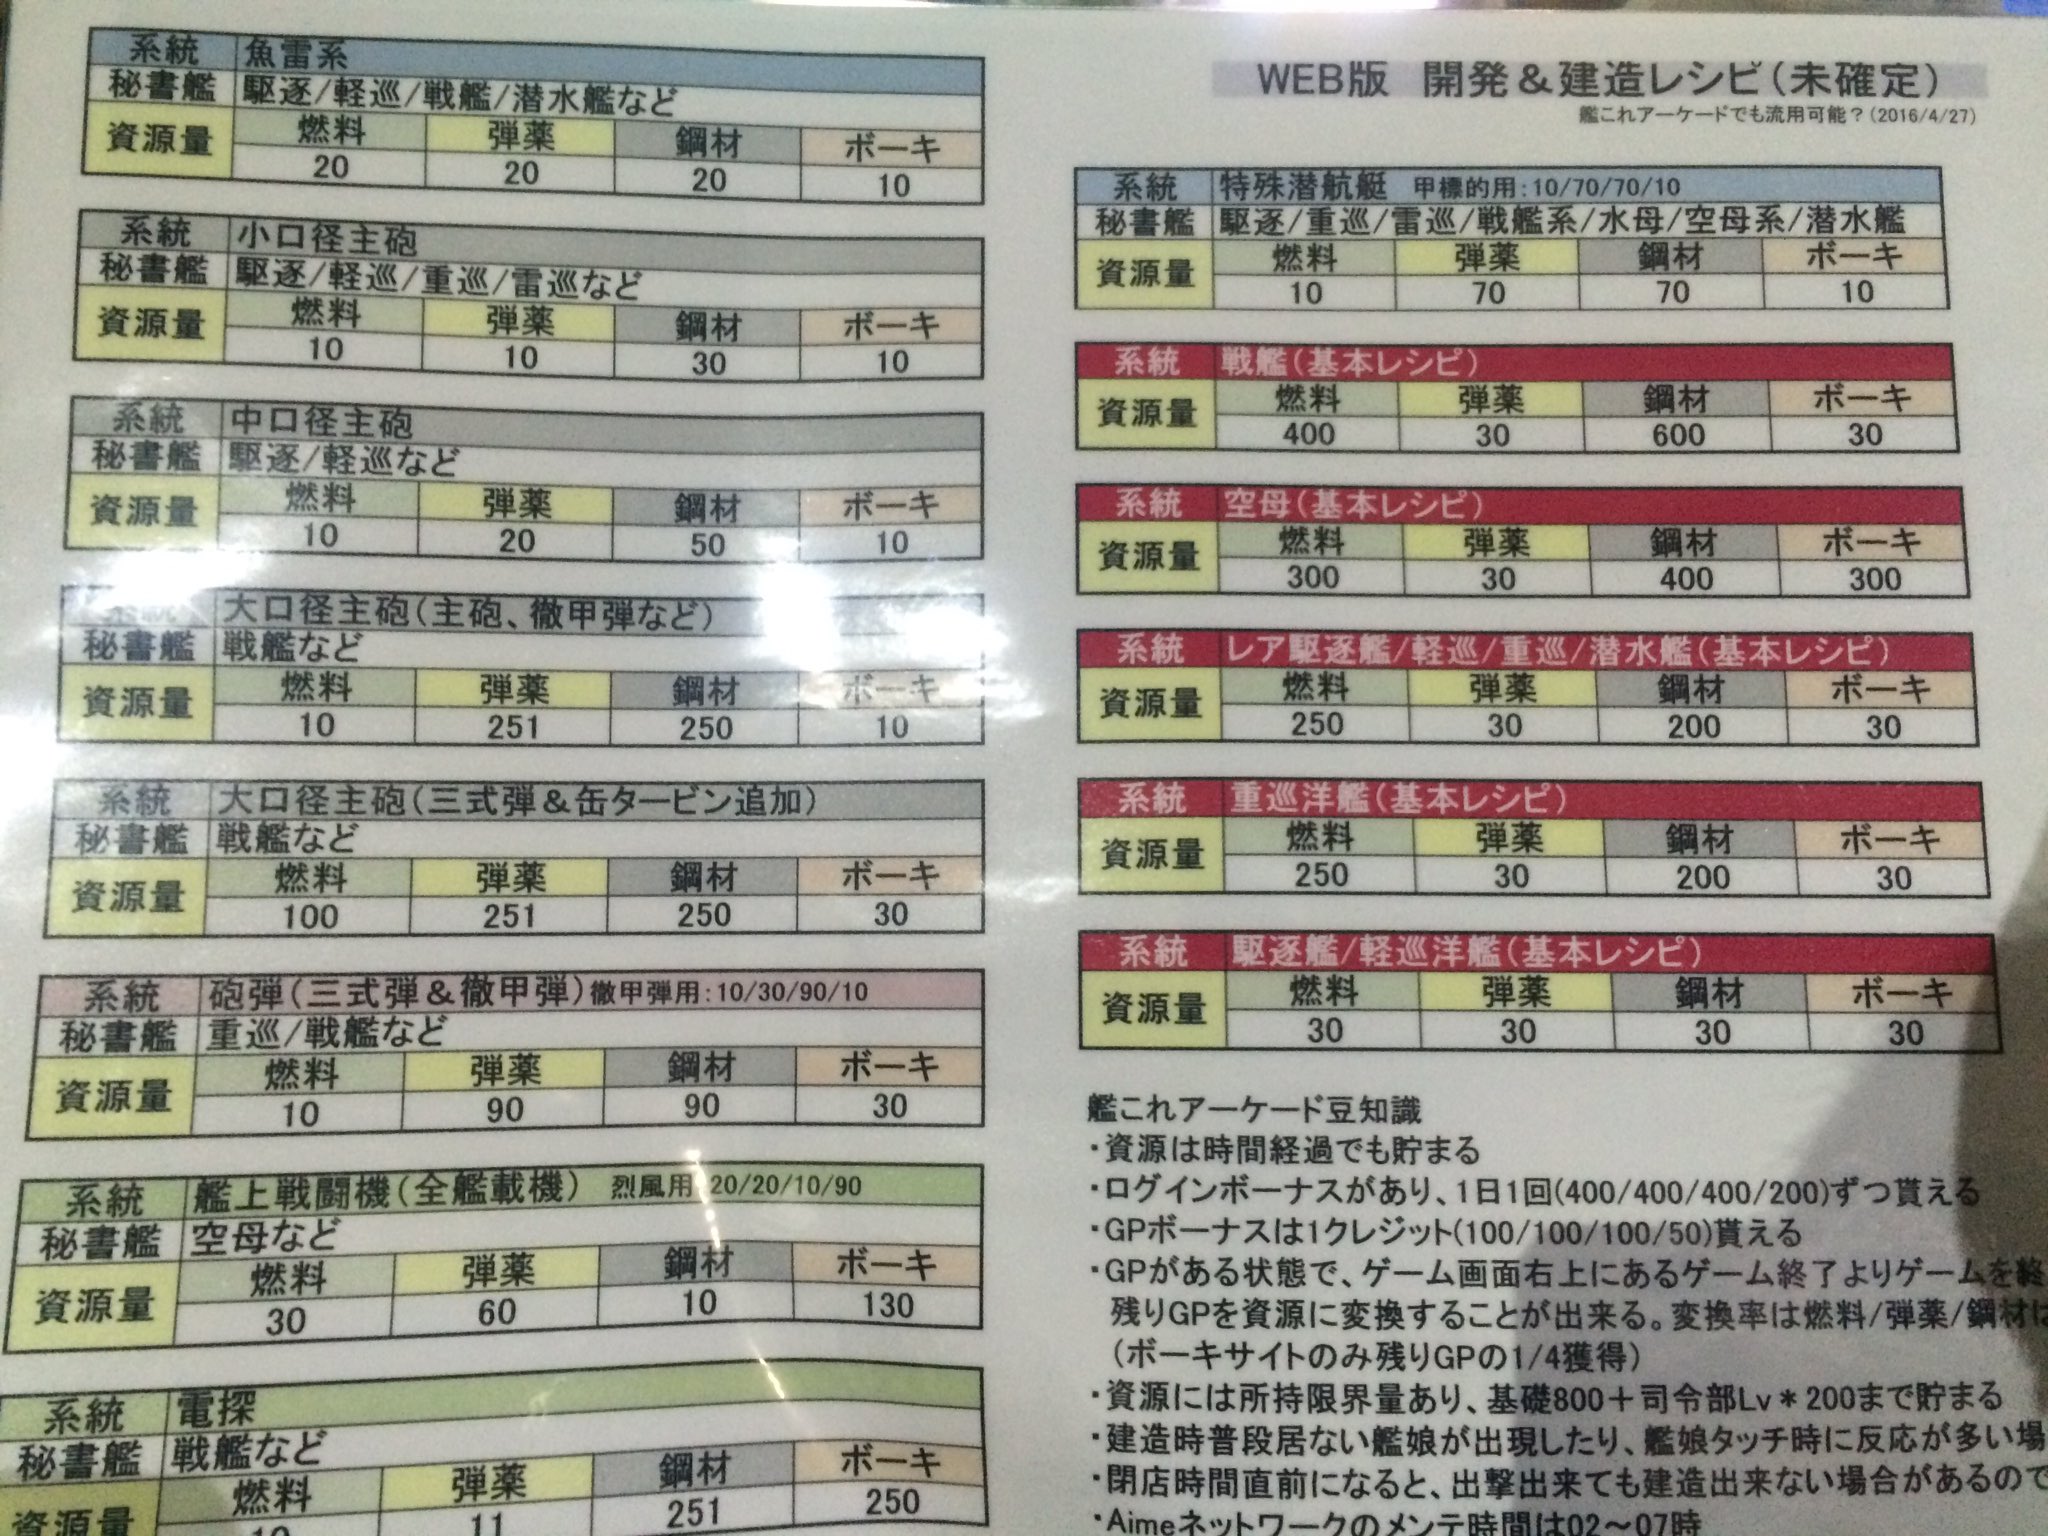 系統 魚雷系
秘書艦 駆逐/軽巡/戦艦/潜水艦など
資源量 燃料 弾薬 鋼材 ボーキ
20 20 20 10
系統 小口径主砲
秘書艦 駆逐/軽巡/重巡/雷巡など
資源量 燃料 弾薬 鋼材 ボーキ
10 10 30 10
系統 中口径主砲
秘書艦 駆逐/軽巡など
資源量 燃料 弾薬 鋼材 ボーキ
10 20 50 10
系統 大口径主砲(主砲、徹甲弾など)
秘書艦 戦艦など
資源量 燃料 弾薬 鋼材 ボーキ
10 251 250 10
系統 大口径主砲(三式弾&缶タービン追加)
秘書艦 戦艦など
資源量 燃料 弾薬 鋼材 ボーキ
100 251 250 30
系統 砲弾(三式弾&徹甲弾)徹甲弾用:10/30/90/10
秘書艦 重巡/戦艦など
資源量 燃料 弾薬 鋼材 ボーキ
10 90 90 30
系統 艦上戦闘機(全艦載機) 烈風用 20/20/10/90
秘書艦 空母など
資源量 燃料 弾薬 鋼材 ボーキ
30 60 10 130
系統 電探
秘書艦 戦艦など
資源量 燃料 弾薬 鋼材 ボーキ
11 251 250
WEB版 開発&建造レシピ(未確定)
艦これアーケードでも流用可能?(2016/4/27)
系統 特殊潜航艇 甲標的用:10/70/70/10
秘書艦 駆逐/重巡/雷巡/戦艦系/水母/空母系/潜水艦
資源量 燃料 弾薬 鋼材 ボーキ
10 70 70 10
系統 戦艦(基本レシピ)
資源量 燃料 弾薬 鋼材 ボーキ
400 30 600 30
系統 空母(基本レシピ)
資源量 燃料 弾薬 鋼材 ボーキ
300 30 400 300
系統 レア駆逐艦/軽巡/重巡/潜水艦(基本レシピ)
資源量 燃料 弾薬 鋼材 ボーキ
250 30 200 30
系統 重巡洋艦(基本レシピ)
資源量 燃料 弾薬 鋼材 ボーキ
250 30 200 30
系統 駆逐艦/軽巡洋艦(基本レシピ)
資源量 燃料 弾薬 鋼材 ボーキ
30 30 30 30
艦これアーケード豆知識
・資源は時間経過でも貯まる
・ログインボーナスがあり、1日1回(400/400/400/200)ずつ貰える
・GPボーナスは1クレジット(100/100/100/50)貰える
・GPがある状態で、ゲーム画面右上にあるゲーム終了よりゲームを終
残りGPを資源に変換することが出来る。変換率は燃料/弾薬/鋼材は
(ボーキサイトのみ残りGPの1/4獲得)
・資源には所持限界量あり、基礎800+司令部Lv*200まで貯まる
・建造時普段居ない艦娘が出現したり、艦娘タッチ時に反応が多い場
・閉店時間直前になると、出撃出来ても建造出来ない場合があるので
・Aimeネットワークのメンテ時間は02~07時